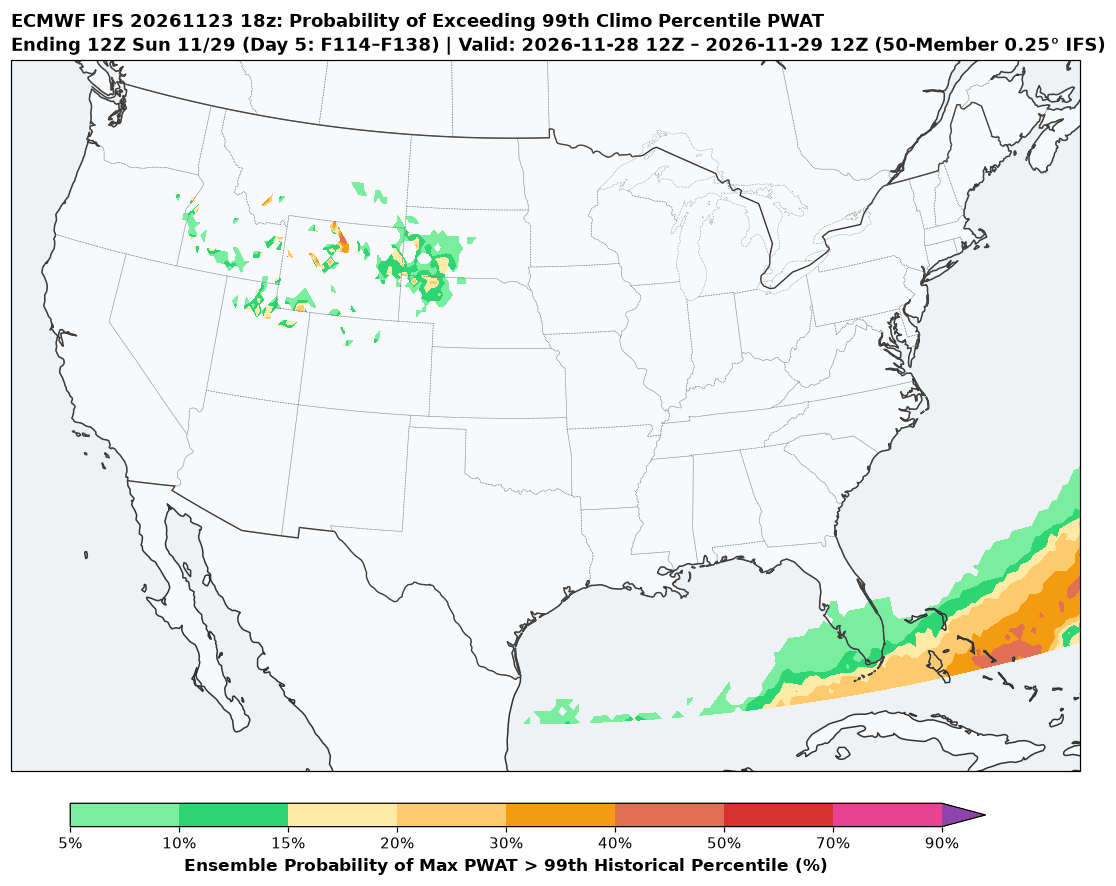 ECMWF IFS 20261123 18z: Probability of Exceeding 99th Climo Percentile PWAT
Ending 12Z Sun 11/29 (Day 5: F114–F138) | Valid: 2026-11-28 12Z – 2026-11-29 12Z (50-Member 0.25° IFS)
5% 10% 15% 20% 30% 40% 50% 70% 90%
Ensemble Probability of Max PWAT > 99th Historical Percentile (%)